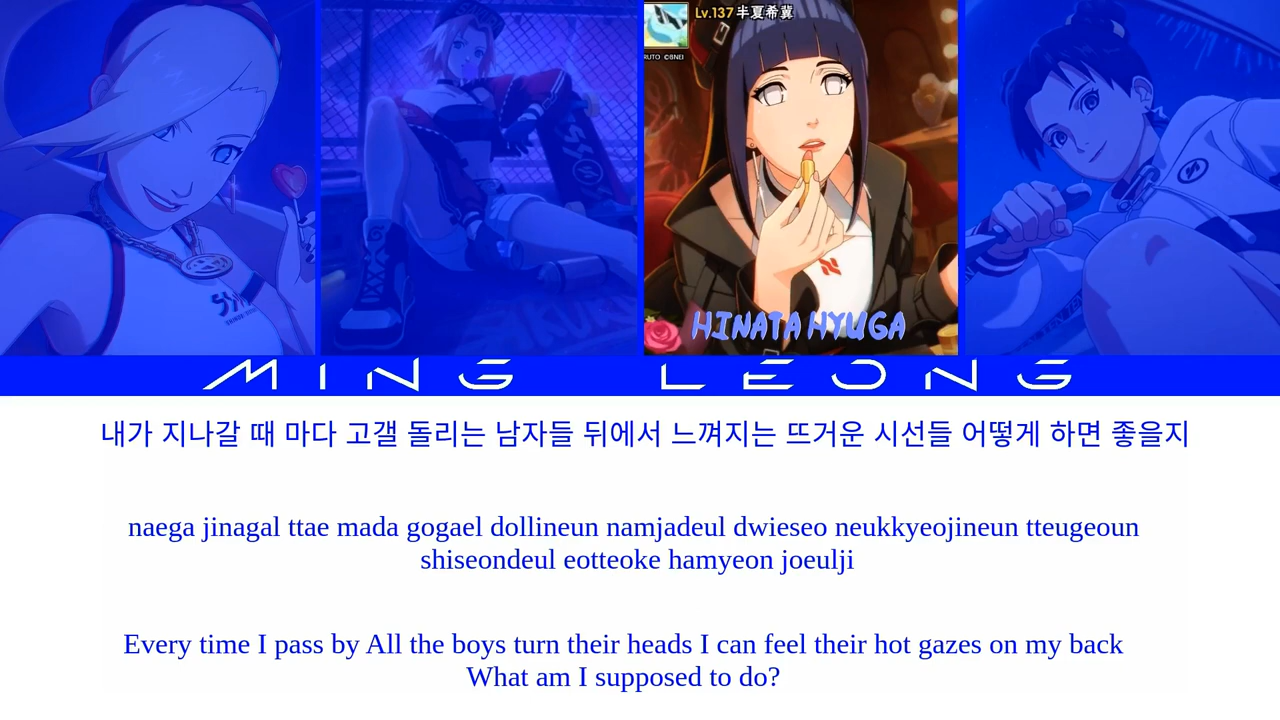 Lv.137 半夏希冀
RUTO ©BNEI
HINATA HYUGA
MING LEONG
내가 지나갈 때 마다 고갤 돌리는 남자들 뒤에서 느껴지는 뜨거운 시선들 어떻게 하면 좋을지
naega jinagal ttae mada gogael dollineun namjadeul dwieseo neukkyeojineun tteugeoun
shiseondeul eotteoke hamyeon joeulji
Every time I pass by All the boys turn their heads I can feel their hot gazes on my back
What am I supposed to do?